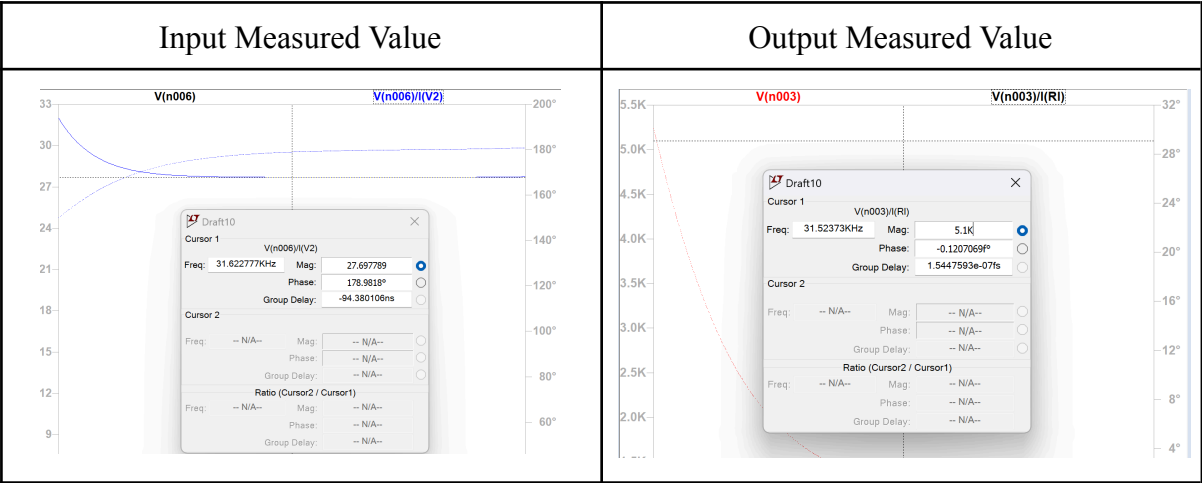 Input Measured Value
Output Measured Value
V(n006)
V(n006)/I(V2)
33
30
27
24
21
18
15
12
9
200°
180°
160°
140°
120°
100°
80°
60°
Draft10
Cursor 1
V(n006)/I(V2)
Freq: 31.622777KHz Mag: 27.697789
Phase: 178.9818°
Group Delay: -94.380106ns
Cursor 2
Freq: -- N/A-- Mag: -- N/A--
Phase: -- N/A--
Group Delay: -- N/A--
Ratio (Cursor2 / Cursor1)
Freq: -- N/A-- Mag: -- N/A--
Phase: -- N/A--
Group Delay: -- N/A--
V(n003)
V(n003)/I(Rl)
5.5K
5.0K
4.5K
4.0K
3.5K
3.0K
2.5K
2.0K
32°
28°
24°
20°
16°
12°
8°
4°
Draft10
Cursor 1
V(n003)/I(Rl)
Freq: 31.52373KHz Mag: 5.1K
Phase: -0.1207069f°
Group Delay: 1.5447593e-07fs
Cursor 2
Freq: -- N/A-- Mag: -- N/A--
Phase: -- N/A--
Group Delay: -- N/A--
Ratio (Cursor2 / Cursor1)
Freq: -- N/A-- Mag: -- N/A--
Phase: -- N/A--
Group Delay: -- N/A--